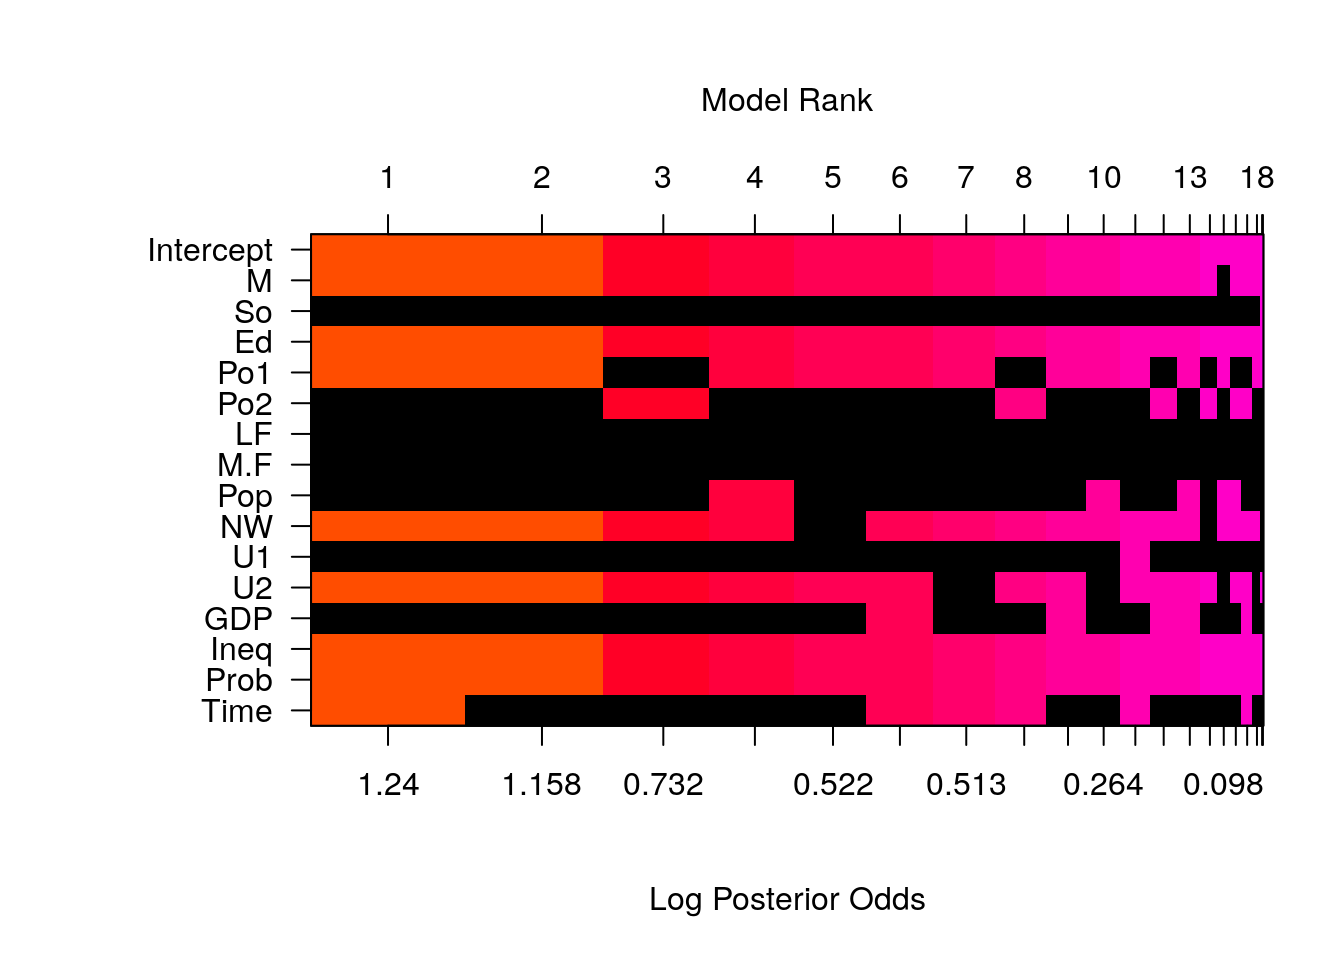 Model Rank
1 2 3 4 5 6 7 8 10 13 18
Intercept
M
So
Ed
Po1
Po2
LF
M.F
Pop
NW
U1
U2
GDP
Ineq
Prob
Time
1.24 1.158 0.732 0.522 0.513 0.264 0.098
Log Posterior Odds